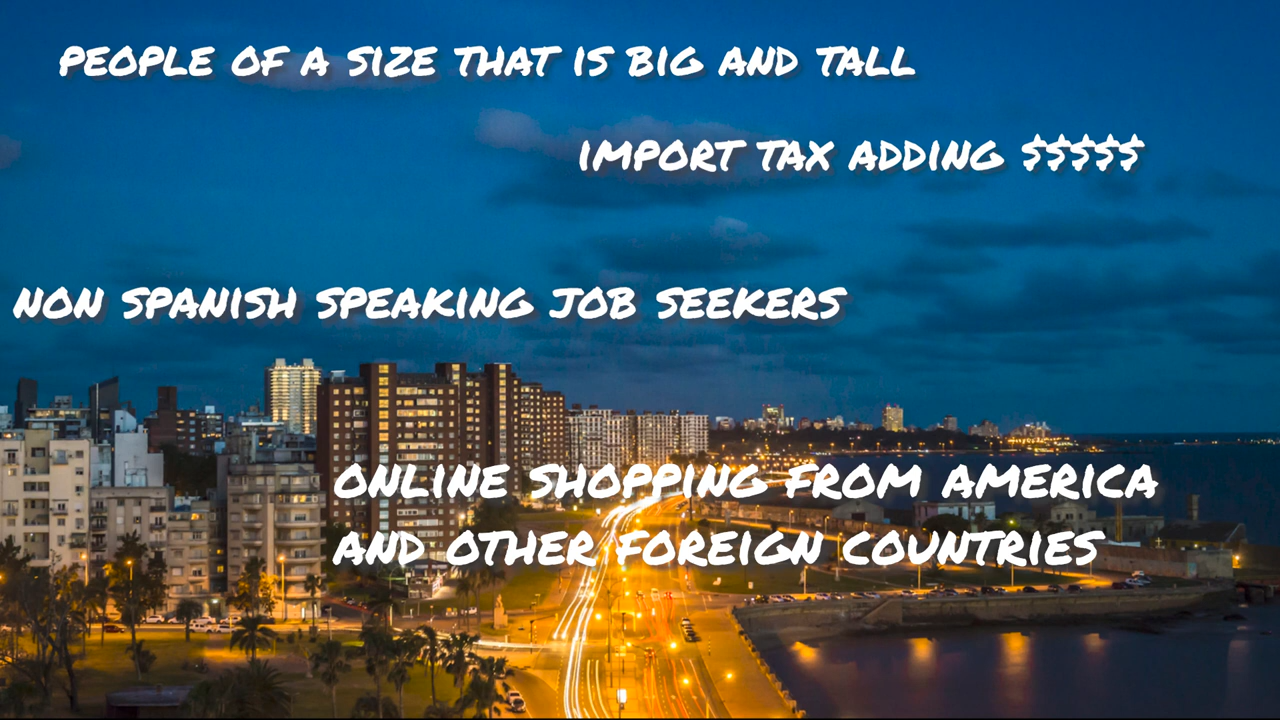 PEOPLE OF A SIZE THAT IS BIG AND TALL
IMPORT TAX ADDING $$$$$
NON SPANISH SPEAKING JOB SEEKERS
ONLINE SHOPPING FROM AMERICA
AND OTHER FOREIGN COUNTRIES